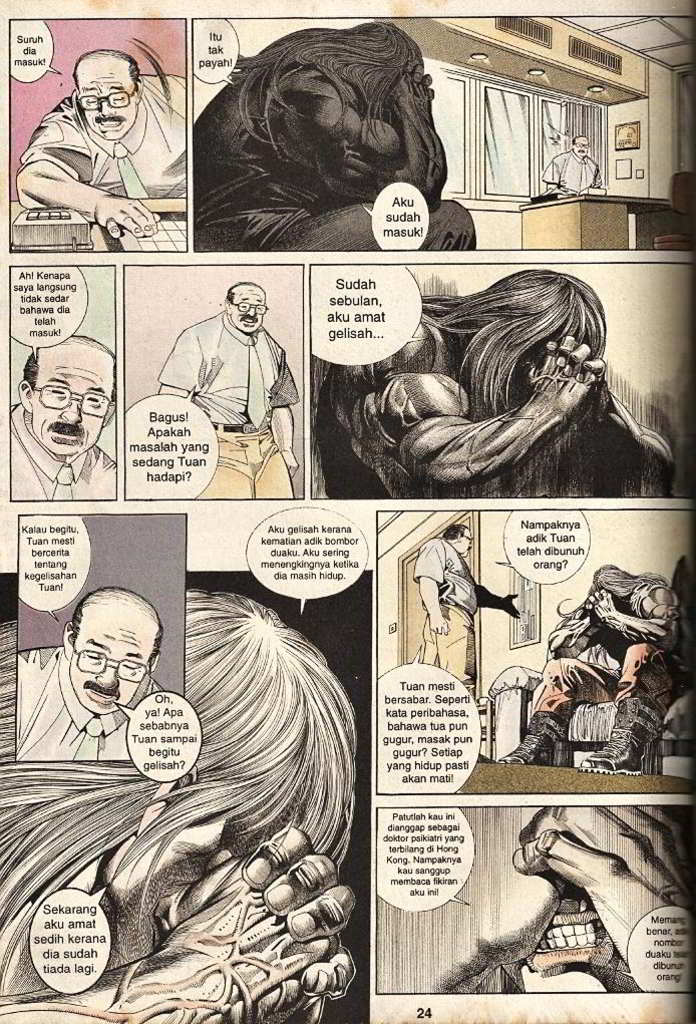 Suruh
dia
masuk!
Itu
tak
payah!
Aku
sudah
masuk!
Ah! Kenapa
saya langsung
tidak sedar
bahawa dia
telah
masuk!
Bagus!
Apakah
masalah yang
sedang Tuan
hadapi?
Sudah
sebulan,
aku amat
gelisah...
Kalau begitu,
Tuan mesti
bercerita
tentang
kegelisahan
Tuan!
Oh,
ya! Apa
sebabnya
Tuan sampai
begitu
gelisah?
Aku gelisah kerana
kematian adik bombor
duaku. Aku sering
menengkingnya ketika
dia masih hidup.
Sekarang
aku amat
sedih kerana
dia sudah
tiada lagi.
Nampaknya
adik Tuan
telah dibunuh
orang?
Tuan mesti
bersabar. Seperti
kata peribahasa,
bahawa tua pun
gugur, masak pun
gugur? Setiap
yang hidup pasti
akan mati!
Patutlah kau ini
dianggap sebagai
doktor psikiatri yang
terbilang di Hong
Kong. Nampaknya
kau sanggup
membaca fikiran
aku ini!
Memang
benar,
nombor
duaku
dibunuh
orang!
24